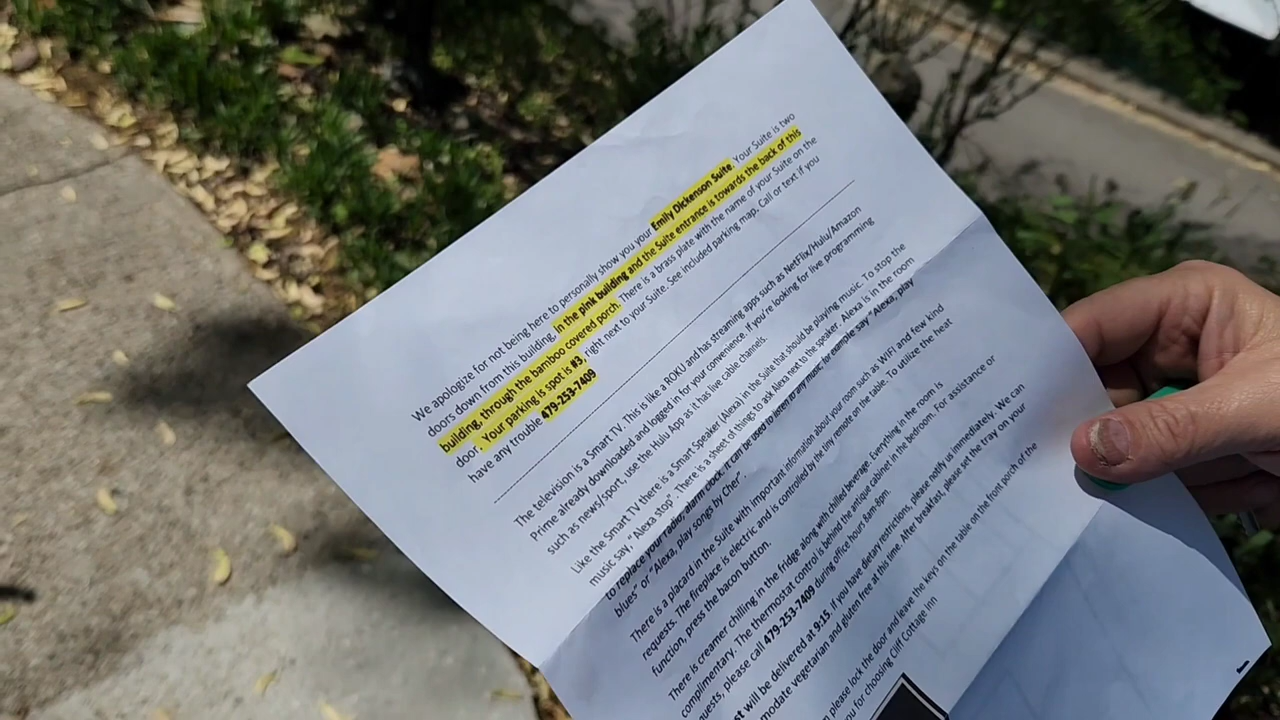 We apologize for not being here to personally show you your Emily Dickenson Suite. Your Suite is two
doors down from this building, in the pink building and the Suite entrance is towards the back of this
building, through the bamboo covered porch. There is a brass plate with the name of your Suite on the
door. Your parking is spot is #3, right next to your Suite. See included parking map. Call or text if you
have any trouble 479-253-7409
The television is a Smart TV. This is like a ROKU and has streaming apps such as NetFlix/Hulu/Amazon
Prime already downloaded and logged in for your convenience. If you're looking for live programming
such as news/sport, use the Hulu App as it has live cable channels.
Like the Smart TV there is a Smart Speaker (Alexa) in the Suite that should be playing music. To stop the
music say "Alexa stop". There is a sheet of things to ask Alexa next to the speaker. Alexa is in the room
to replace your radio, alarm clock. It can be used to listen to any music, for example say "Alexa, play
blues" or "Alexa, play songs by Cher"
There is a placard in the Suite with important infomation about your room such as WIFI and few kind
requests. The fireplace is electric and is controlled by the tiny remote on the table. To utilize the heat
function, press the bacon button.
There is creamer chilling in the fridge along with chilled beverage. Everything in the room is
complimentary. The thermostat control is behind the antique cabinet in the bedroom. For assistance or
quests, please call 479-253-7409 during office hours 8am-8pm.
st will be delivered at 9:15, if you have dietary restrictions, please notify us immediately. We can
modate vegetarian and gluten free at this time. After breakfast, please set the tray on your
please lock the door and leave the keys on the table on the front porch of the
you for choosing Cliff Cottage Inn